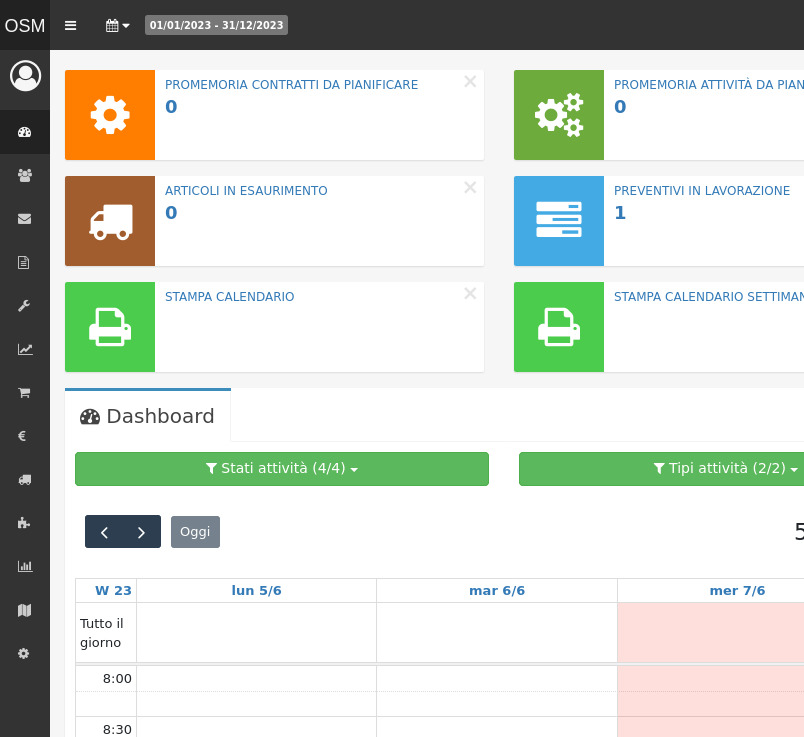 OSM
01/01/2023 - 31/12/2023
PROMEMORIA CONTRATTI DA PIANIFICARE
0
PROMEMORIA ATTIVITÀ DA PIAN
0
ARTICOLI IN ESAURIMENTO
0
PREVENTIVI IN LAVORAZIONE
1
STAMPA CALENDARIO
STAMPA CALENDARIO SETTIMAN
Dashboard
Stati attività (4/4)
Tipi attività (2/2)
Oggi
5
W 23
lun 5/6
mar 6/6
mer 7/6
Tutto il
giorno
8:00
8:30